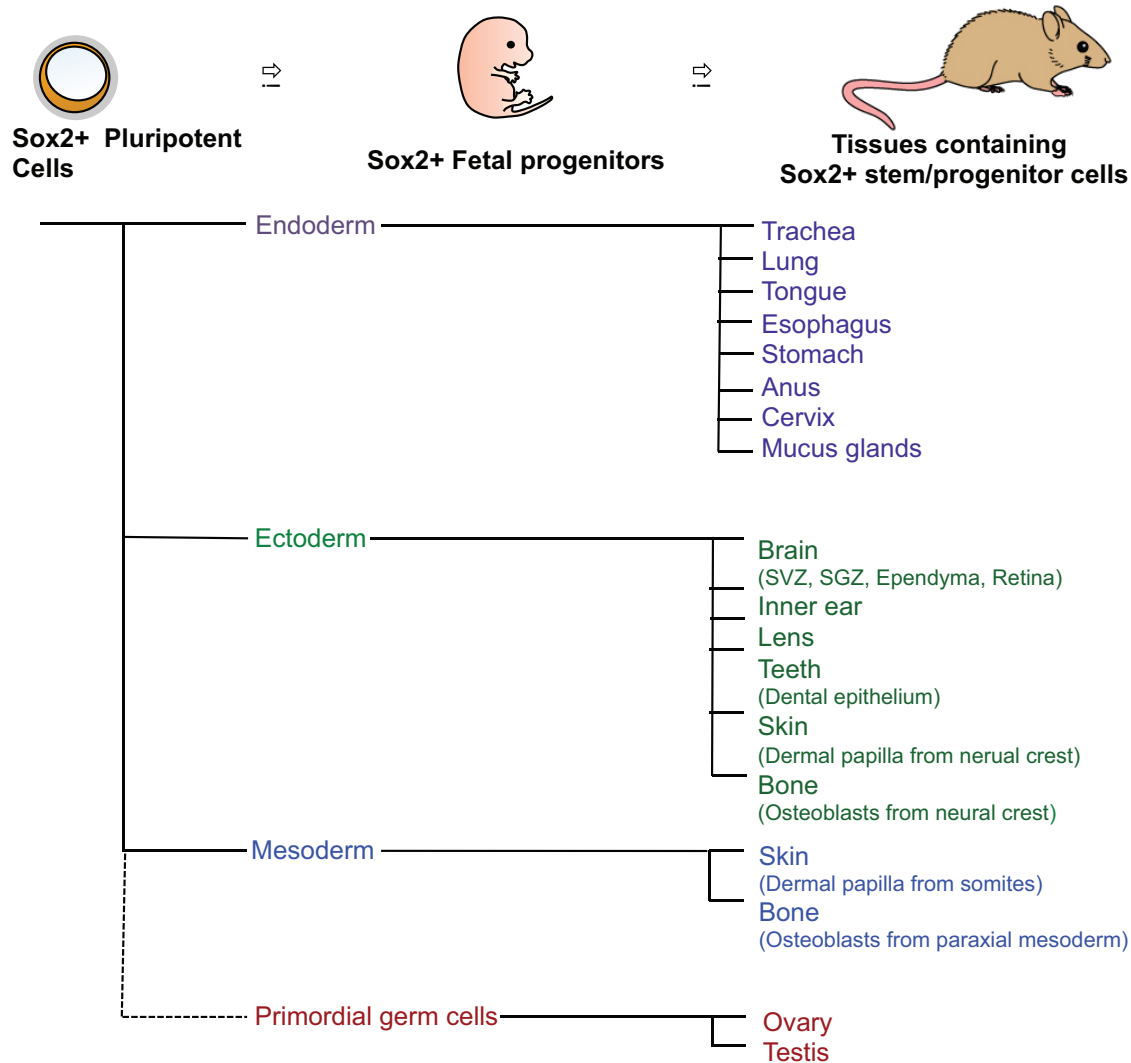 Sox2+ Pluripotent
Cells
Sox2+ Fetal progenitors
Tissues containing
Sox2+ stem/progenitor cells
Endoderm
Trachea
Lung
Tongue
Esophagus
Stomach
Anus
Cervix
Mucus glands
Ectoderm
Brain
(SVZ, SGZ, Ependyma, Retina)
Inner ear
Lens
Teeth
(Dental epithelium)
Skin
(Dermal papilla from nerual crest)
Bone
(Osteoblasts from neural crest)
Mesoderm
Skin
(Dermal papilla from somites)
Bone
(Osteoblasts from paraxial mesoderm)
Primordial germ cells
Ovary
Testis